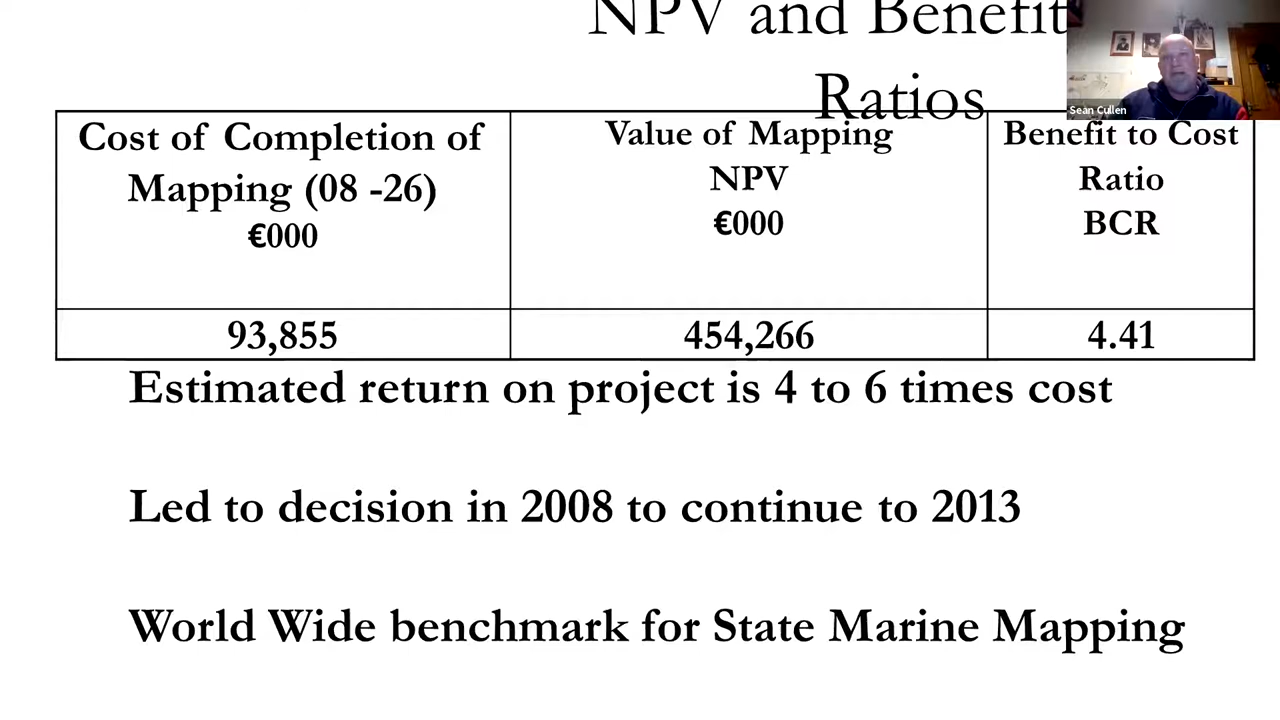 NPV and Benefit
Ratios
Sean Cullen
Cost of Completion of
Mapping (08 -26)
€000
Value of Mapping
NPV
€000
Benefit to Cost
Ratio
BCR
93,855
454,266
4.41
Estimated return on project is 4 to 6 times cost
Led to decision in 2008 to continue to 2013
World Wide benchmark for State Marine Mapping